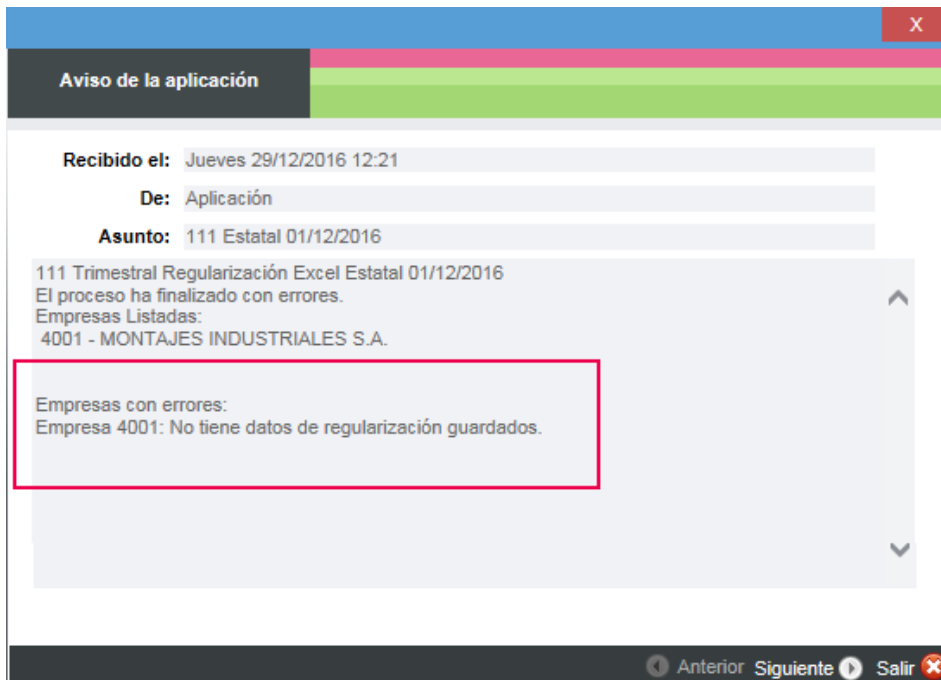 X
Aviso de la aplicación
Recibido el: Jueves 29/12/2016 12:21
De: Aplicación
Asunto: 111 Estatal 01/12/2016
111 Trimestral Regularización Excel Estatal 01/12/2016
El proceso ha finalizado con errores.
Empresas Listadas:
4001 - MONTAJES INDUSTRIALES S.A.
Empresas con errores:
Empresa 4001: No tiene datos de regularización guardados.
Anterior Siguiente Salir